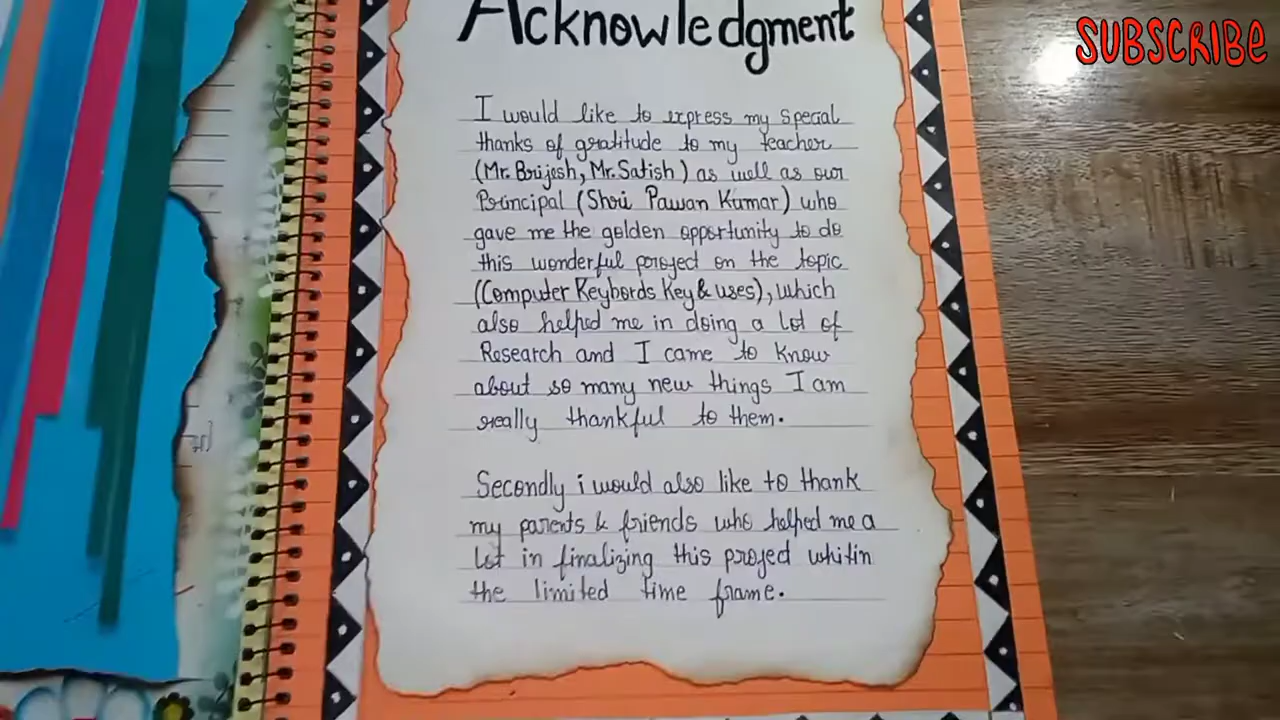 SUBSCRIBE
Acknowledgment
I would like to express my special
thanks of gratitude to my teacher
(Mr. Brijesh, Mr. Satish) as well as our
Principal (Shri Pawan Kumar) who
gave me the golden opportunity to do
this wonderful project on the topic
(Computer Keybords Key & uses), which
also helped me in doing a lot of
Research and I came to know
about so many new things I am
really thankful to them.
Secondly i would also like to thank
my parents & friends who helped me a
lot in finalizing this project whitin
the limited time frame.